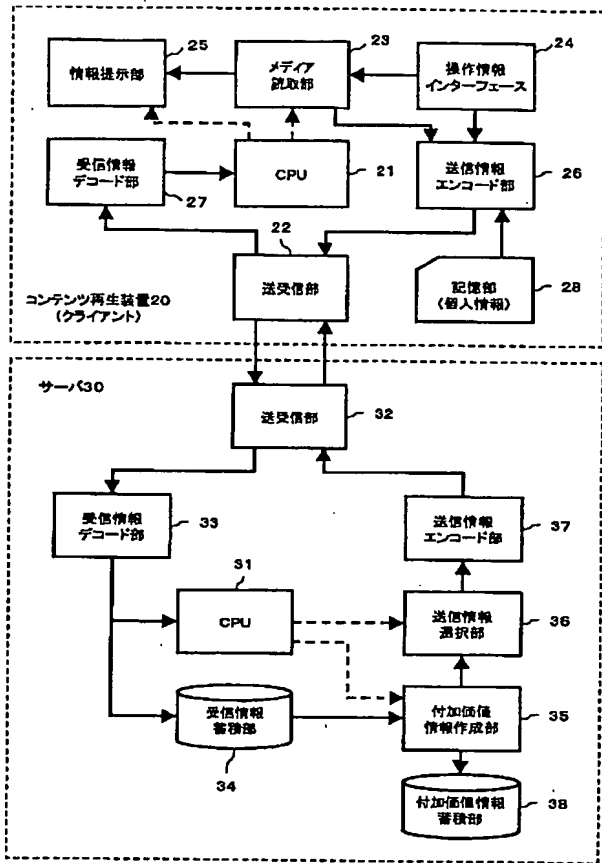 25
23
24
情報提示部
メディア
読取部
操作情報
インターフェース
受信情報
デコード部
27
CPU
21
送信情報
エンコード部
26
22
送受信部
記憶部
(個人情報)
28
コンテンツ再生装置20
(クライアント)
サーバ30
送受信部
32
受信情報
デコード部
33
送信情報
エンコード部
37
31
CPU
送信情報
選択部
36
受信情報
蓄積部
34
付加価値
情報作成部
35
付加価値情報
蓄積部
38